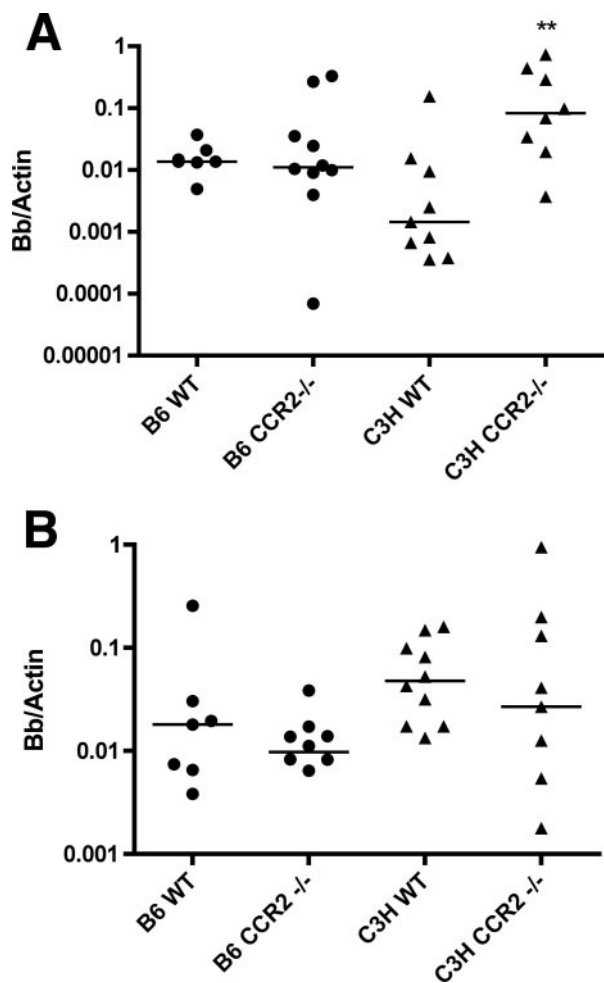 A
**
1
0.1
0.01
0.001
0.0001
0.00001
Bb/Actin
B6 WT
B6 CCR2-/-
C3H WT
C3H CCR2-/-
B
1
0.1
0.01
0.001
Bb/Actin
B6 WT
B6 CCR2 -/-
C3H WT
C3H CCR2 -/-